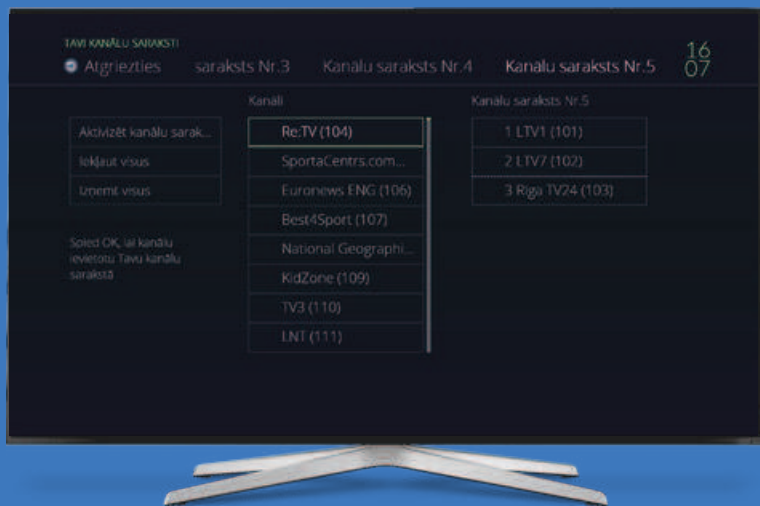 TAVI KANĀLU SARAKSTI
Atgriezties
saraksts Nr.3
Kanālu saraksts Nr.4
Kanālu saraksts Nr.5
16
07
Kanāli
Kanālu saraksts Nr.5
Aktivizēt kanālu sarak...
Iekļaut visus
Izņemt visus
Spied OK, lai kanālu
ievietotu Tavu kanālu
sarakstā
Re:TV (104)
SportaCentrs.com...
Euronews ENG (106)
Best4Sport (107)
National Geographi...
KidZone (109)
TV3 (110)
LNT (111)
1 LTV1 (101)
2 LTV7 (102)
3 Rīga TV24 (103)